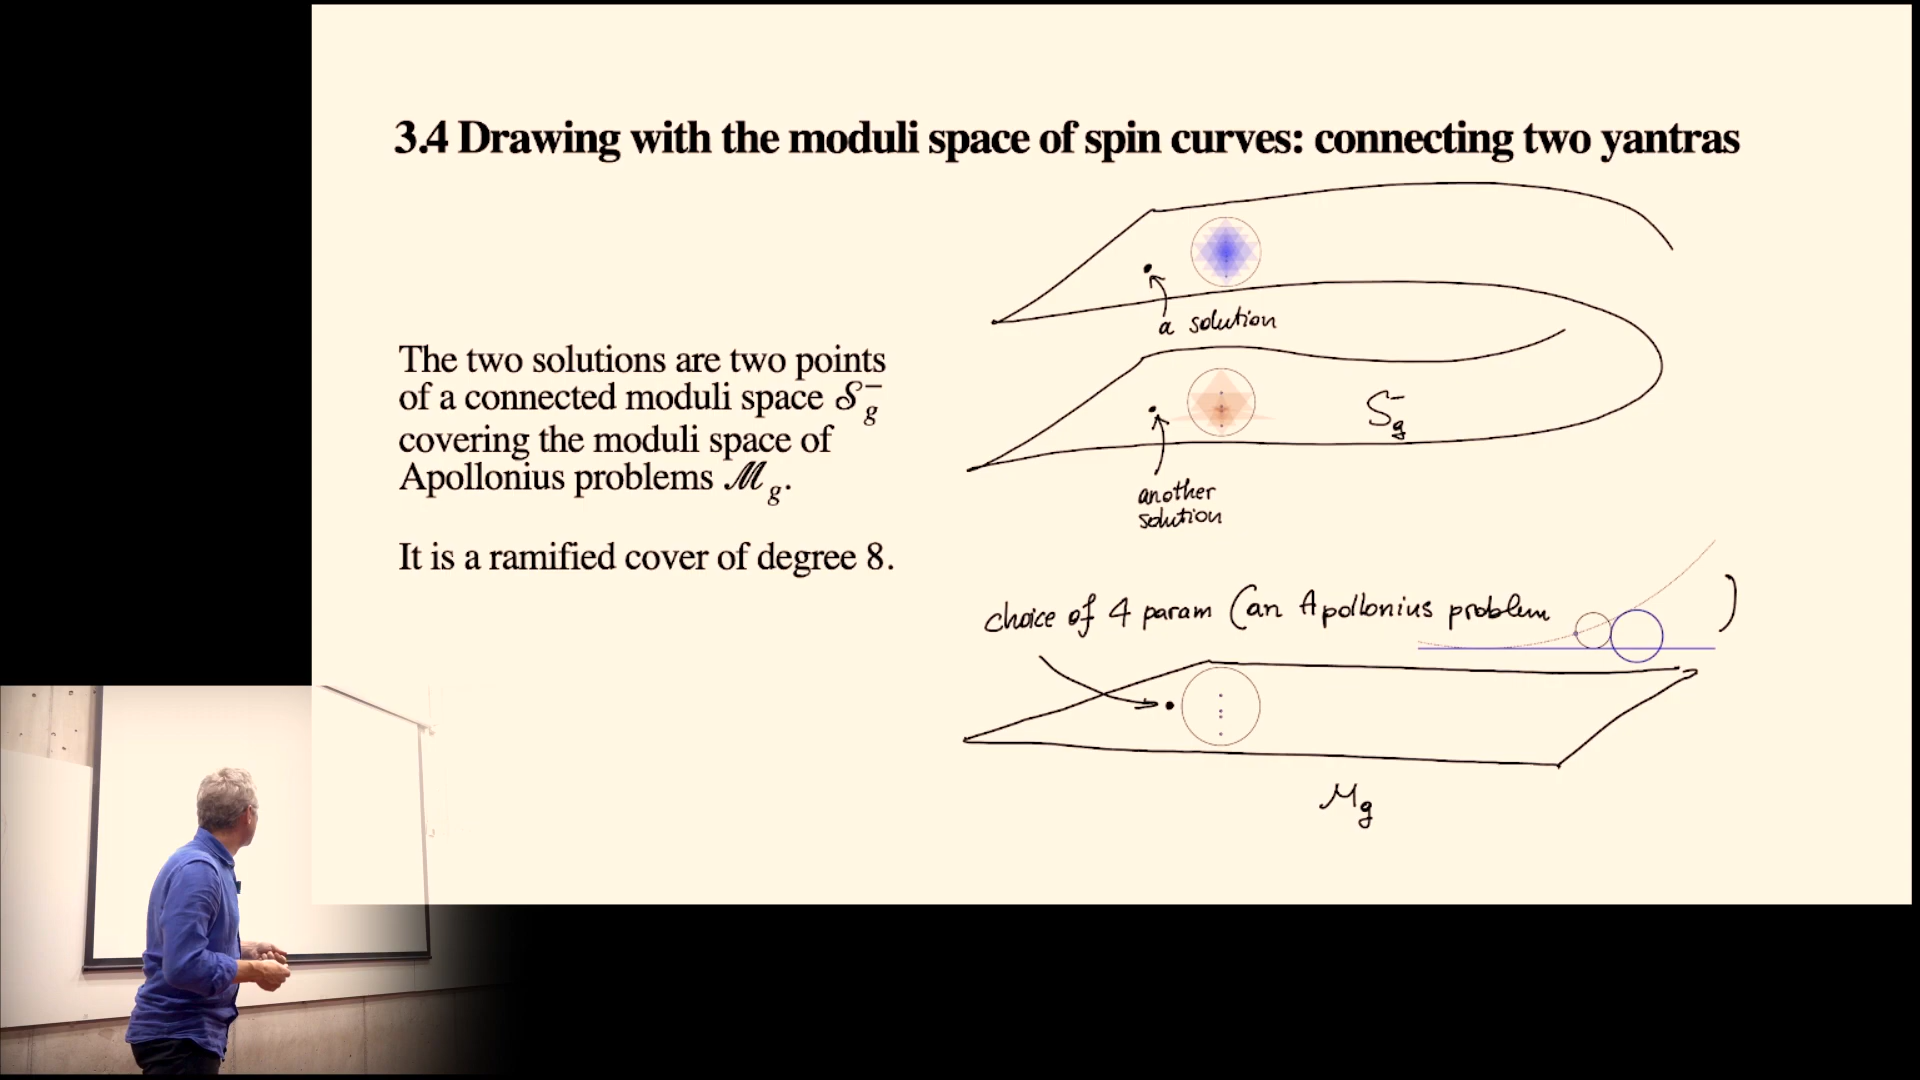 3.4 Drawing with the moduli space of spin curves: connecting two yantras
The two solutions are two points
of a connected moduli space 𝒮⁻g
covering the moduli space of
Apollonius problems ℳg.
It is a ramified cover of degree 8.
a solution
S⁻g
another
solution
choice of 4 param (an Apollonius problem )
Mg